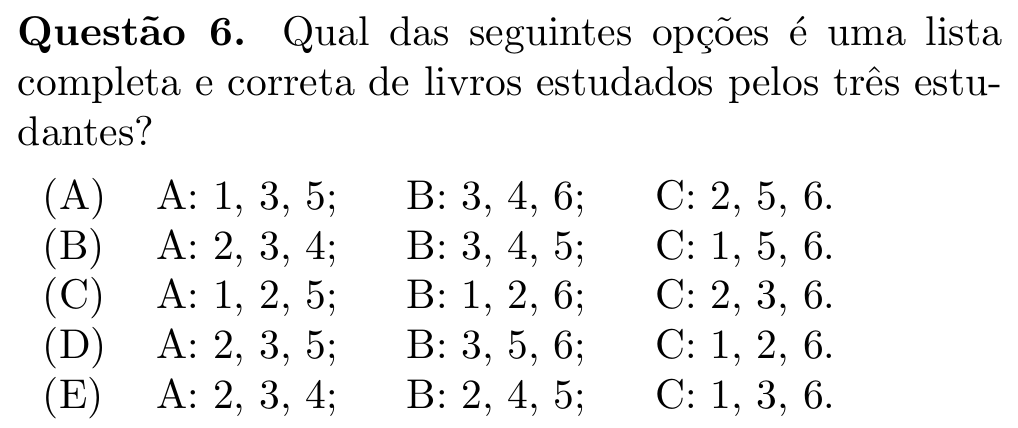 Questão 6. Qual das seguintes opções é uma lista
completa e correta de livros estudados pelos três estu-
dantes?
(A) A: 1, 3, 5; B: 3, 4, 6; C: 2, 5, 6.
(B) A: 2, 3, 4; B: 3, 4, 5; C: 1, 5, 6.
(C) A: 1, 2, 5; B: 1, 2, 6; C: 2, 3, 6.
(D) A: 2, 3, 5; B: 3, 5, 6; C: 1, 2, 6.
(E) A: 2, 3, 4; B: 2, 4, 5; C: 1, 3, 6.